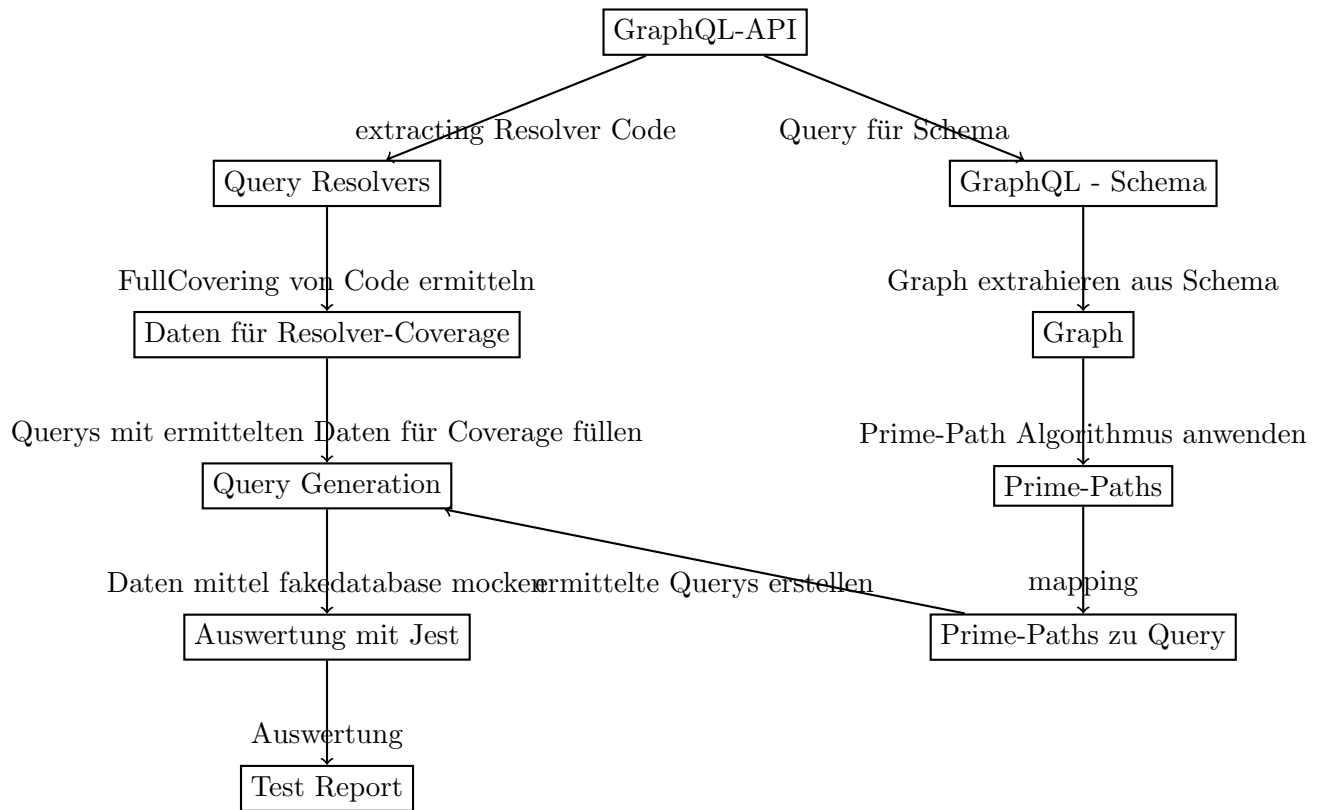 GraphQL-API
extracting Resolver Code
Query für Schema
Query Resolvers
GraphQL - Schema
FullCovering von Code ermitteln
Graph extrahieren aus Schema
Daten für Resolver-Coverage
Graph
Querys mit ermittelten Daten für Coverage füllen
Prime-Path Algorithmus anwenden
Query Generation
Prime-Paths
Daten mittel fakedatabase mocken
ermittelte Querys erstellen
mapping
Auswertung mit Jest
Prime-Paths zu Query
Auswertung
Test Report